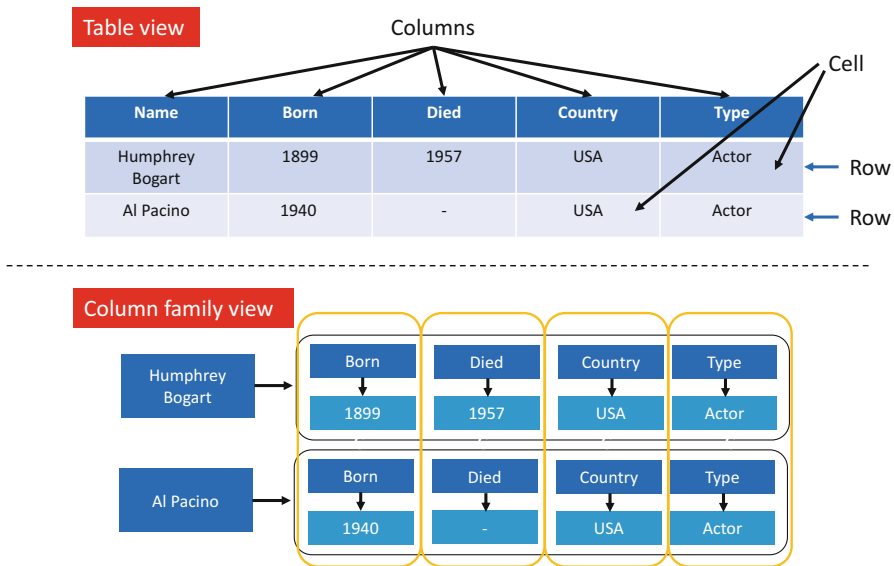 Table view
Columns
Cell
Name Born Died Country Type
Humphrey Bogart 1899 1957 USA Actor
Row
Al Pacino 1940 - USA Actor
Row
Column family view
Humphrey
Bogart
Born Died Country Type
1899 1957 USA Actor
Al Pacino
Born Died Country Type
1940 - USA Actor